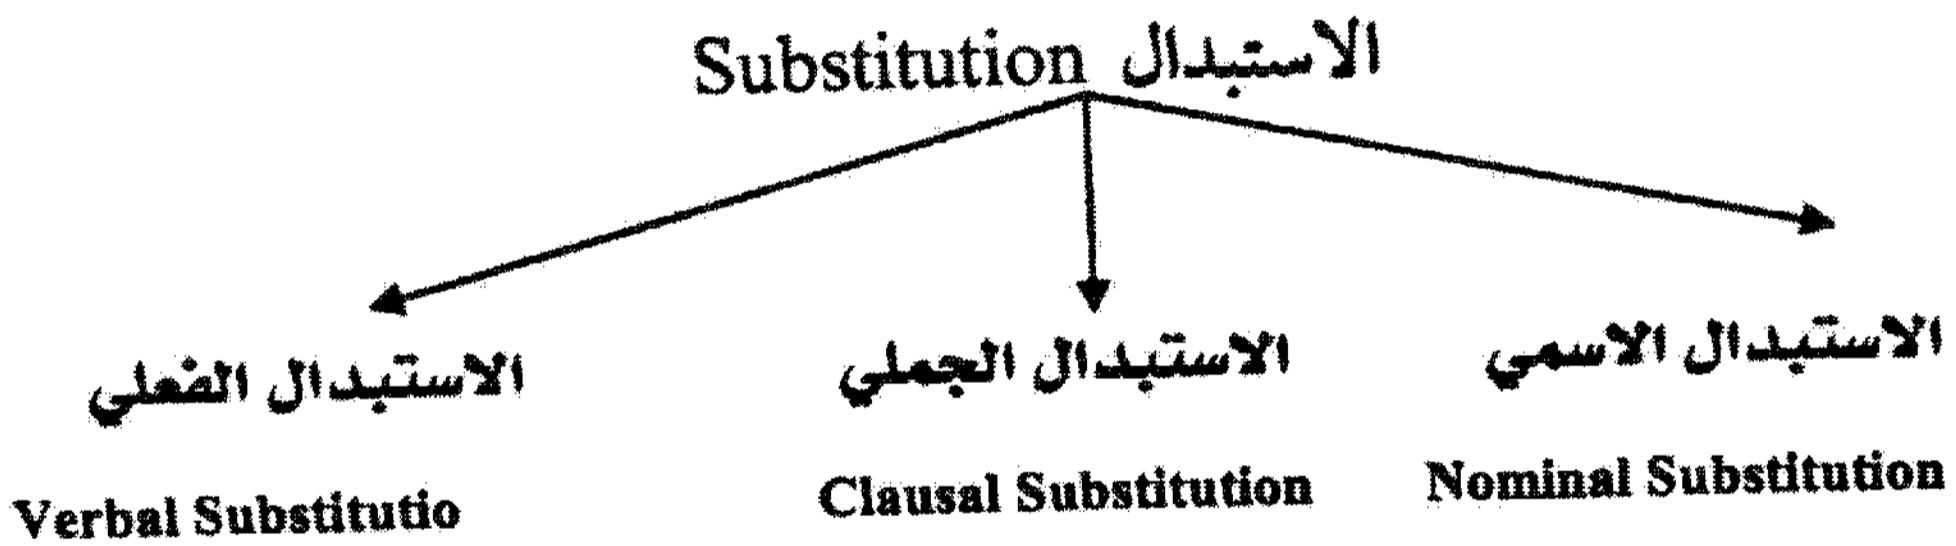 Substitution الاستبدال
الاستبدال الاسمي
Nominal Substitution
الاستبدال الجملي
Clausal Substitution
الاستبدال الفعلي
Verbal Substitutio